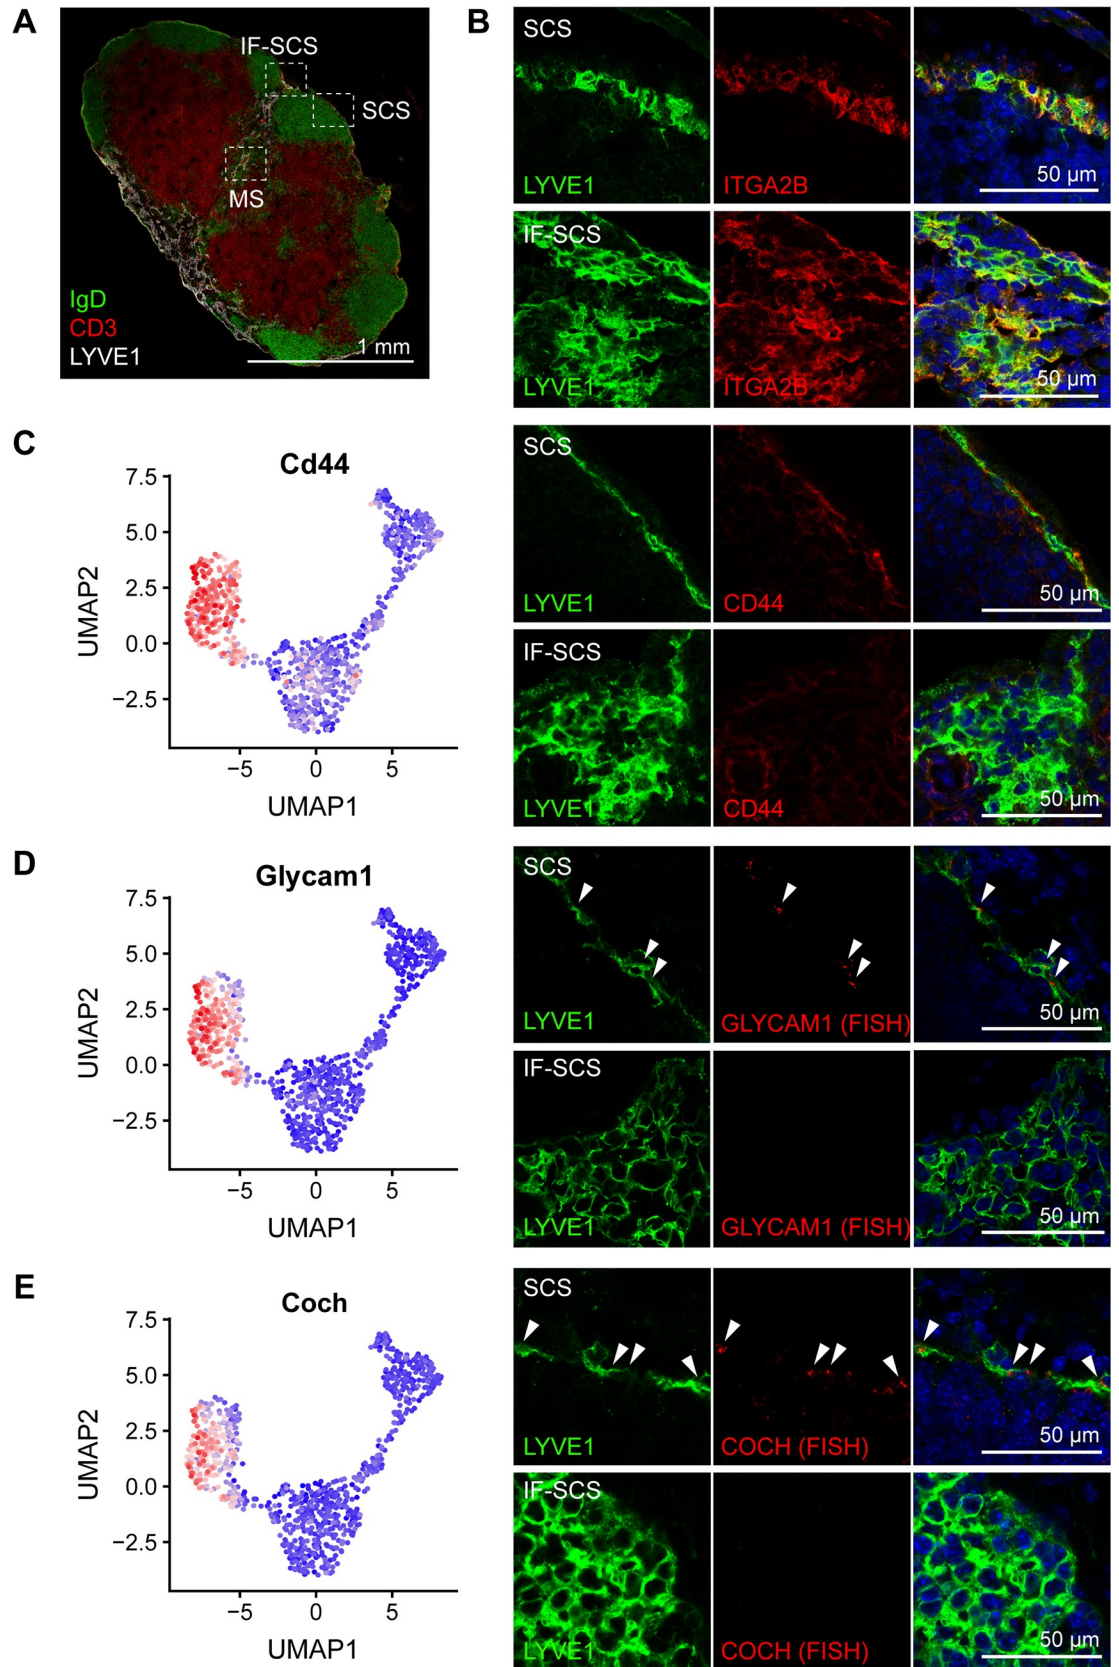 A
IF-SCS
SCS
MS
IgD
CD3
LYVE1
1 mm
B
SCS
LYVE1
ITGA2B
50 μm
IF-SCS
LYVE1
ITGA2B
50 μm
C
Cd44
7.5
5.0
2.5
0.0
−2.5
UMAP2
−5
0
5
UMAP1
SCS
LYVE1
CD44
50 μm
IF-SCS
LYVE1
CD44
50 μm
D
Glycam1
7.5
5.0
2.5
0.0
−2.5
UMAP2
−5
0
5
UMAP1
SCS
LYVE1
GLYCAM1 (FISH)
50 μm
IF-SCS
LYVE1
GLYCAM1 (FISH)
50 μm
E
Coch
7.5
5.0
2.5
0.0
−2.5
UMAP2
−5
0
5
UMAP1
SCS
LYVE1
COCH (FISH)
50 μm
IF-SCS
LYVE1
COCH (FISH)
50 μm